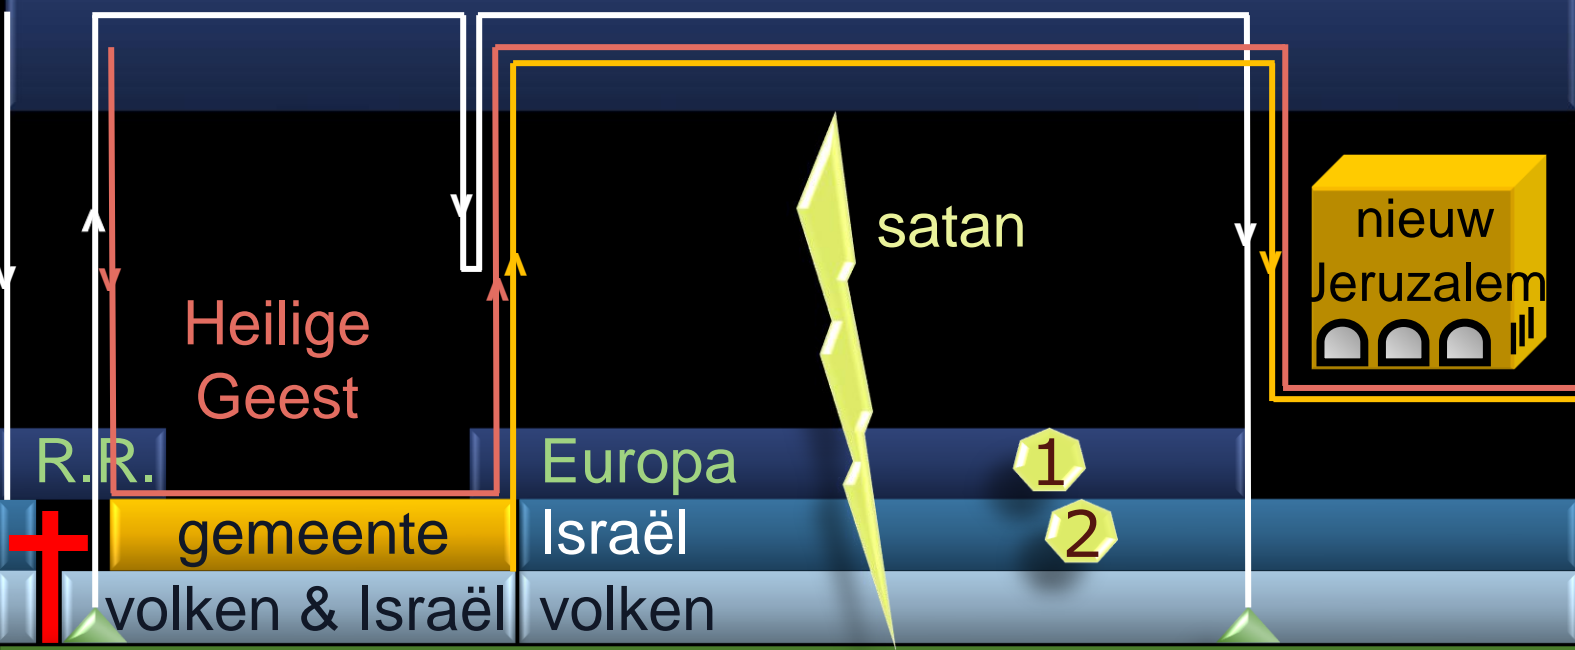 satan
nieuw
Jeruzalem
Heilige
Geest
R.R.
Europa
1
gemeente
Israël
2
volken & Israël
volken